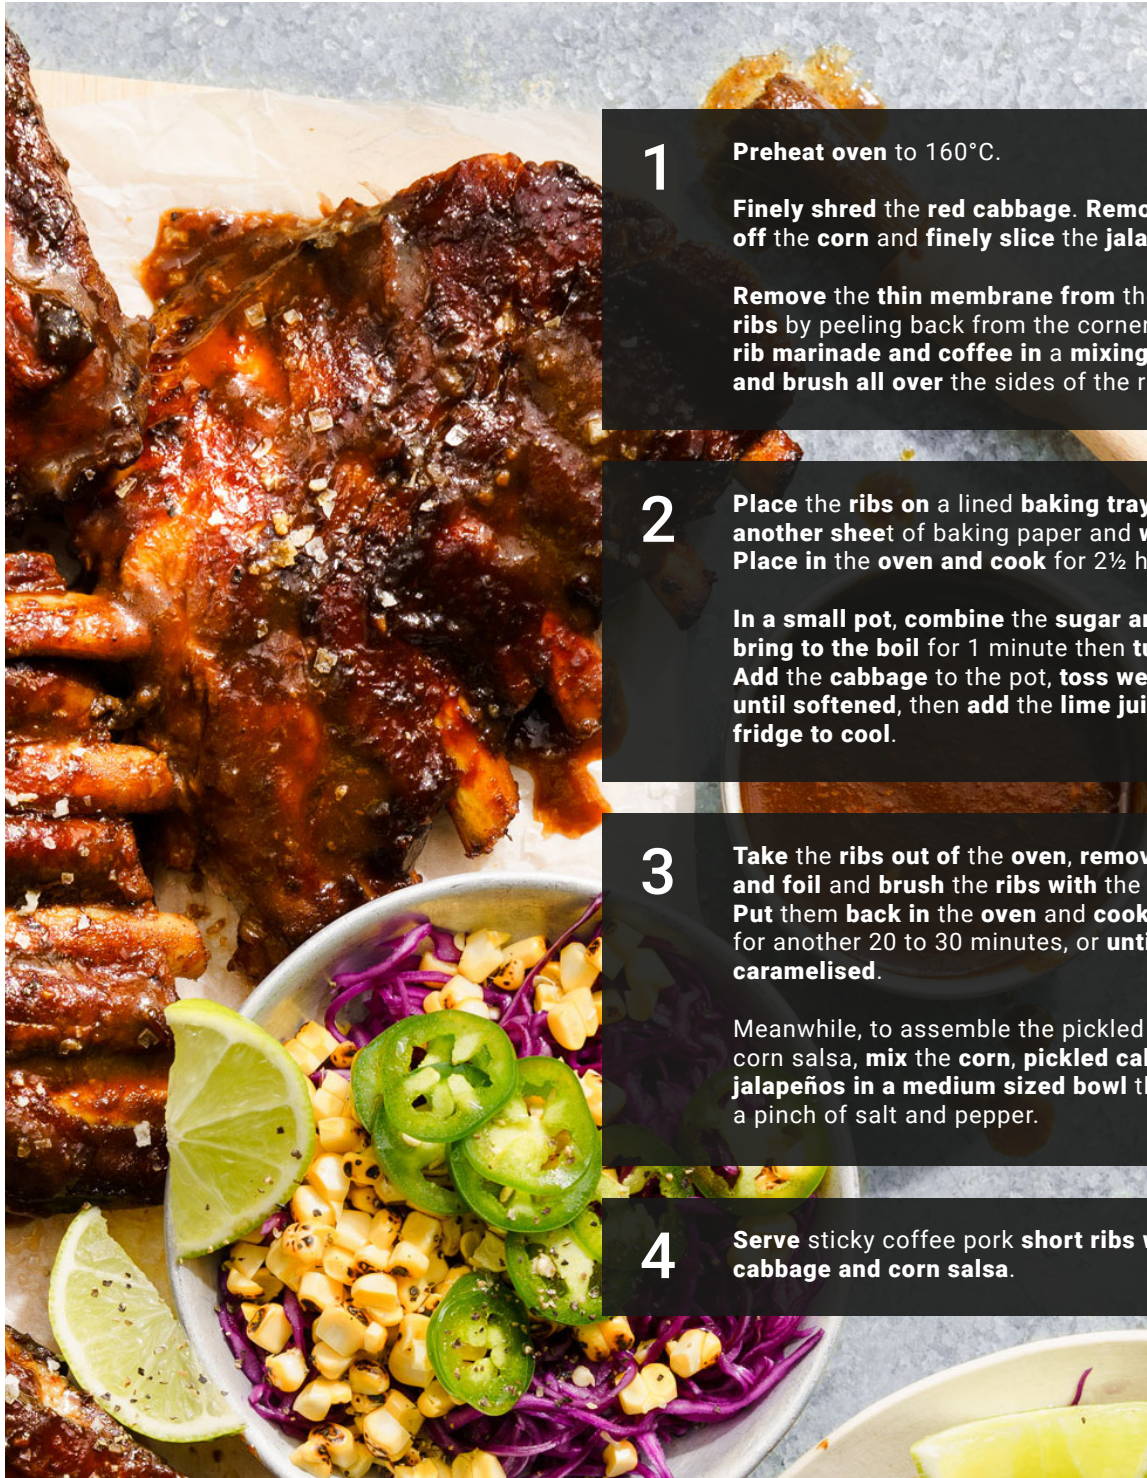 1
Preheat oven to 160°C.
Finely shred the red cabbage. Remo
off the corn and finely slice the jala
Remove the thin membrane from th
ribs by peeling back from the corner
rib marinade and coffee in a mixing
and brush all over the sides of the r
2
Place the ribs on a lined baking tray
another sheet of baking paper and w
Place in the oven and cook for 2½ h
In a small pot, combine the sugar an
bring to the boil for 1 minute then tu
Add the cabbage to the pot, toss we
until softened, then add the lime jui
fridge to cool.
3
Take the ribs out of the oven, remov
and foil and brush the ribs with the
Put them back in the oven and cook
for another 20 to 30 minutes, or unti
caramelised.
Meanwhile, to assemble the pickled
corn salsa, mix the corn, pickled cab
jalapeños in a medium sized bowl th
a pinch of salt and pepper.
4
Serve sticky coffee pork short ribs w
cabbage and corn salsa.